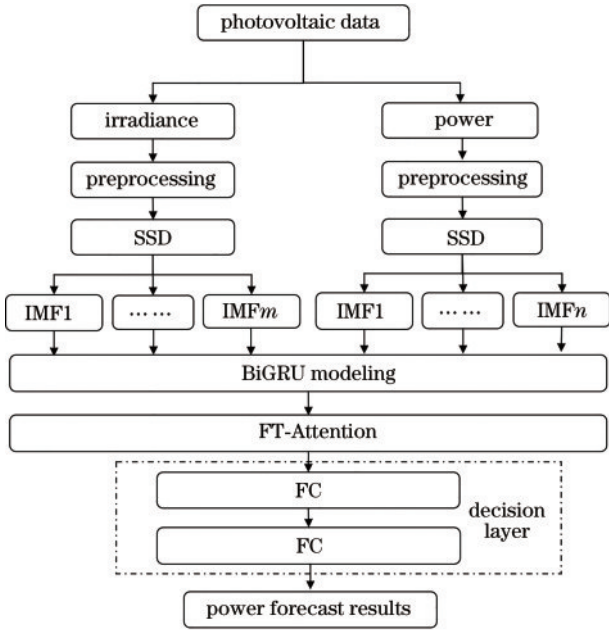 photovoltaic data
irradiance
power
preprocessing
preprocessing
SSD
SSD
IMF1
……
IMFm
IMF1
……
IMFn
BiGRU modeling
FT-Attention
FC
FC
decision
layer
power forecast results